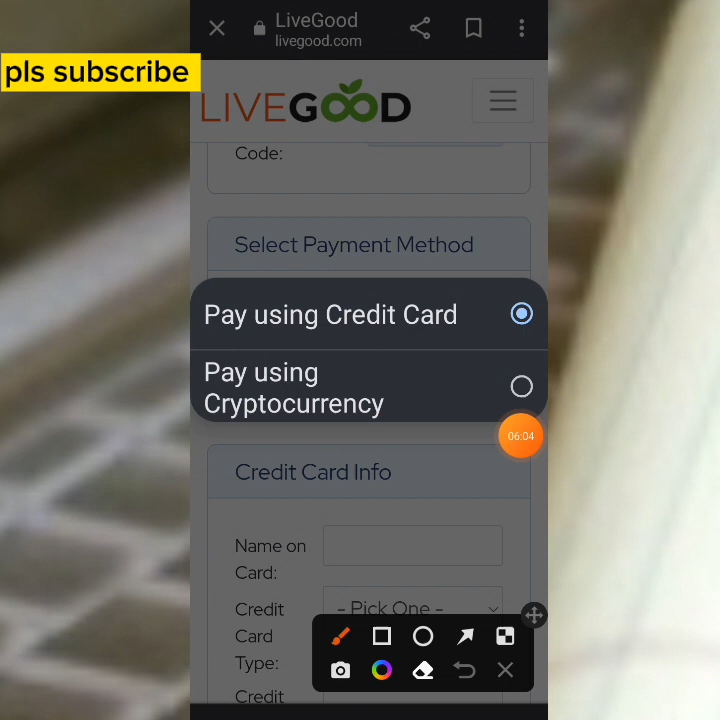 LiveGood
livegood.com
pls subscribe
LIVEGOOD
Code:
Select Payment Method
Pay using Credit Card
Pay using
Cryptocurrency
06:04
Credit Card Info
Name on
Card:
Credit
Card
Type:
- Pick One -
Credit